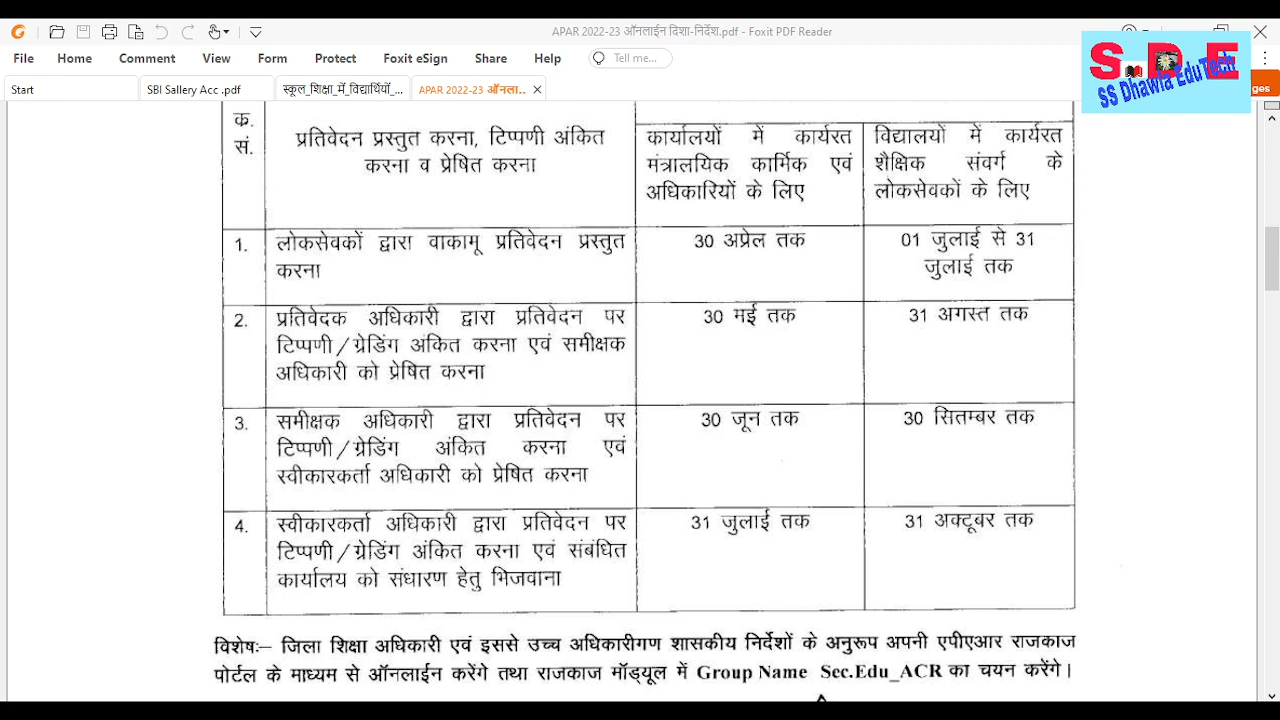 APAR 2022-23 ऑनलाईन दिशा-निर्देश.pdf - Foxit PDF Reader
File Home Comment View Form Protect Foxit eSign Share Help Tell me...
Start SBI Sallery Acc .pdf स्कूल_शिक्षा_में_विद्यार्थियों_... APAR 2022-23 ऑनला.. ges
S D E
SS Dhawla EduTech
क.
सं.
प्रतिवेदन प्रस्तुत करना, टिप्पणी अंकित
करना व प्रेषित करना
कार्यालयों में कार्यरत
मंत्रालयिक कार्मिक एवं
अधिकारियों के लिए
विद्यालयों में कार्यरत
शैक्षिक संवर्ग के
लोकसेवकों के लिए
1.
लोकसेवकों द्वारा वाकामू प्रतिवेदन प्रस्तुत
करना
30 अप्रेल तक
01 जुलाई से 31
जुलाई तक
2.
प्रतिवेदक अधिकारी द्वारा प्रतिवेदन पर
टिप्पणी/ग्रेडिंग अंकित करना एवं समीक्षक
अधिकारी को प्रेषित करना
30 मई तक
31 अगस्त तक
3.
समीक्षक अधिकारी द्वारा प्रतिवेदन पर
टिप्पणी/ग्रेडिंग अंकित करना एवं
स्वीकारकर्ता अधिकारी को प्रेषित करना
30 जून तक
30 सितम्बर तक
4.
स्वीकारकर्ता अधिकारी द्वारा प्रतिवेदन पर
टिप्पणी/ग्रेडिंग अंकित करना एवं संबंधित
कार्यालय को संधारण हेतु भिजवाना
31 जुलाई तक
31 अक्टूबर तक
विशेषः– जिला शिक्षा अधिकारी एवं इससे उच्च अधिकारीगण शासकीय निर्देशों के अनुरूप अपनी एपीएआर राजकाज
पोर्टल के माध्यम से ऑनलाईन करेंगे तथा राजकाज मॉड्यूल में Group Name Sec.Edu_ACR का चयन करेंगे।